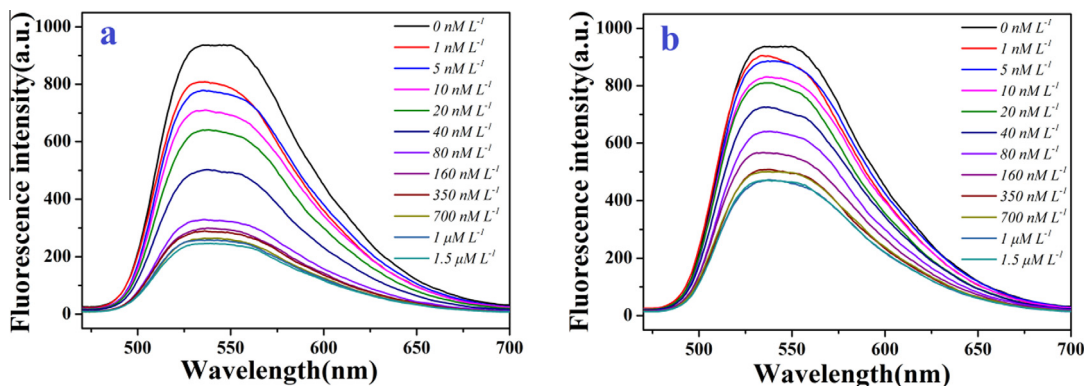 a
Fluorescence intensity(a.u.)
1000
800
600
400
200
0
500
550
600
650
700
Wavelength(nm)
0 nM L⁻¹
1 nM L⁻¹
5 nM L⁻¹
10 nM L⁻¹
20 nM L⁻¹
40 nM L⁻¹
80 nM L⁻¹
160 nM L⁻¹
350 nM L⁻¹
700 nM L⁻¹
1 μM L⁻¹
1.5 μM L⁻¹
b
Fluorescence intensity(a.u.)
1000
800
600
400
200
0
500
550
600
650
700
Wavelength(nm)
0 nM L⁻¹
1 nM L⁻¹
5 nM L⁻¹
10 nM L⁻¹
20 nM L⁻¹
40 nM L⁻¹
80 nM L⁻¹
160 nM L⁻¹
350 nM L⁻¹
700 nM L⁻¹
1 μM L⁻¹
1.5 μM L⁻¹